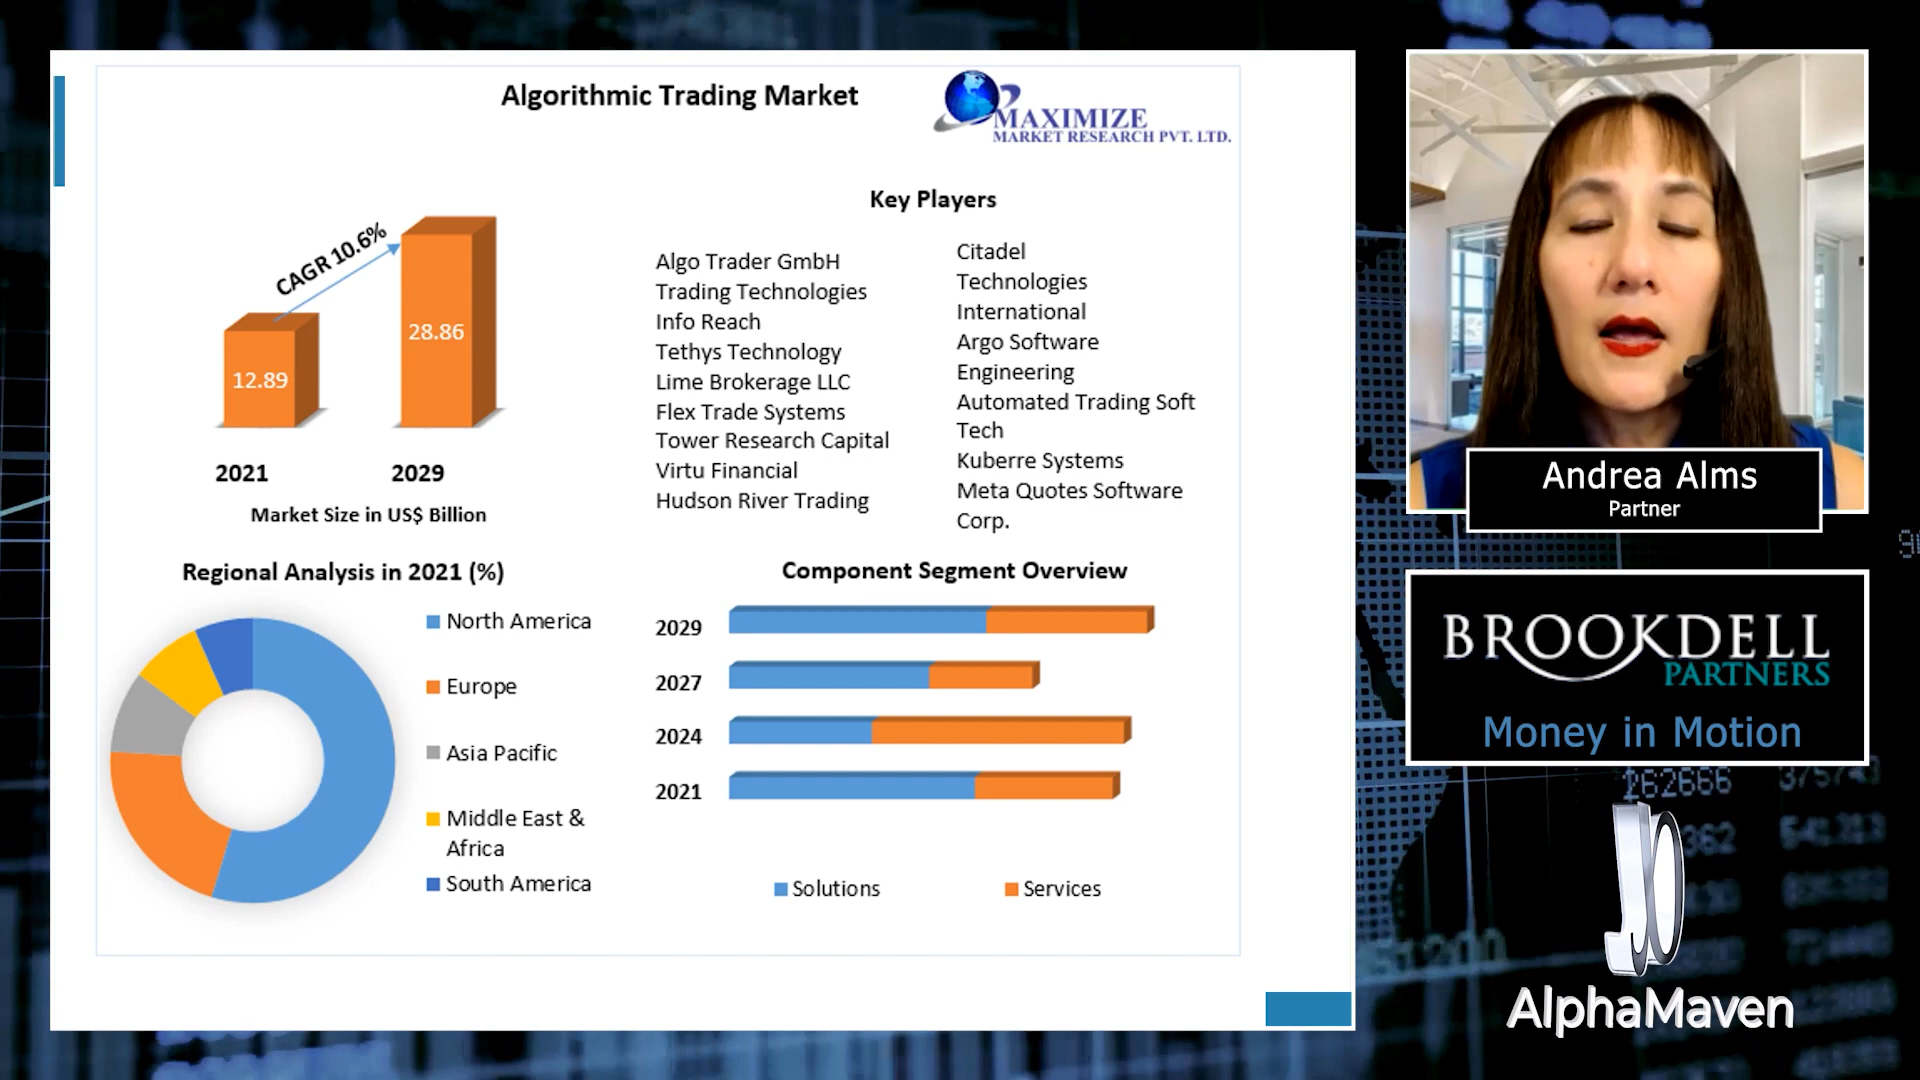 Algorithmic Trading Market
MAXIMIZE
MARKET RESEARCH PVT. LTD.
CAGR 10.6%
12.89
28.86
2021
2029
Market Size in US$ Billion
Key Players
Algo Trader GmbH
Trading Technologies
Info Reach
Tethys Technology
Lime Brokerage LLC
Flex Trade Systems
Tower Research Capital
Virtu Financial
Hudson River Trading
Citadel
Technologies
International
Argo Software
Engineering
Automated Trading Soft
Tech
Kuberre Systems
Meta Quotes Software
Corp.
Regional Analysis in 2021 (%)
North America
Europe
Asia Pacific
Middle East &
Africa
South America
Component Segment Overview
2029
2027
2024
2021
Solutions
Services
Andrea Alms
Partner
BROOKDELL
PARTNERS
Money in Motion
262666
362
AlphaMaven